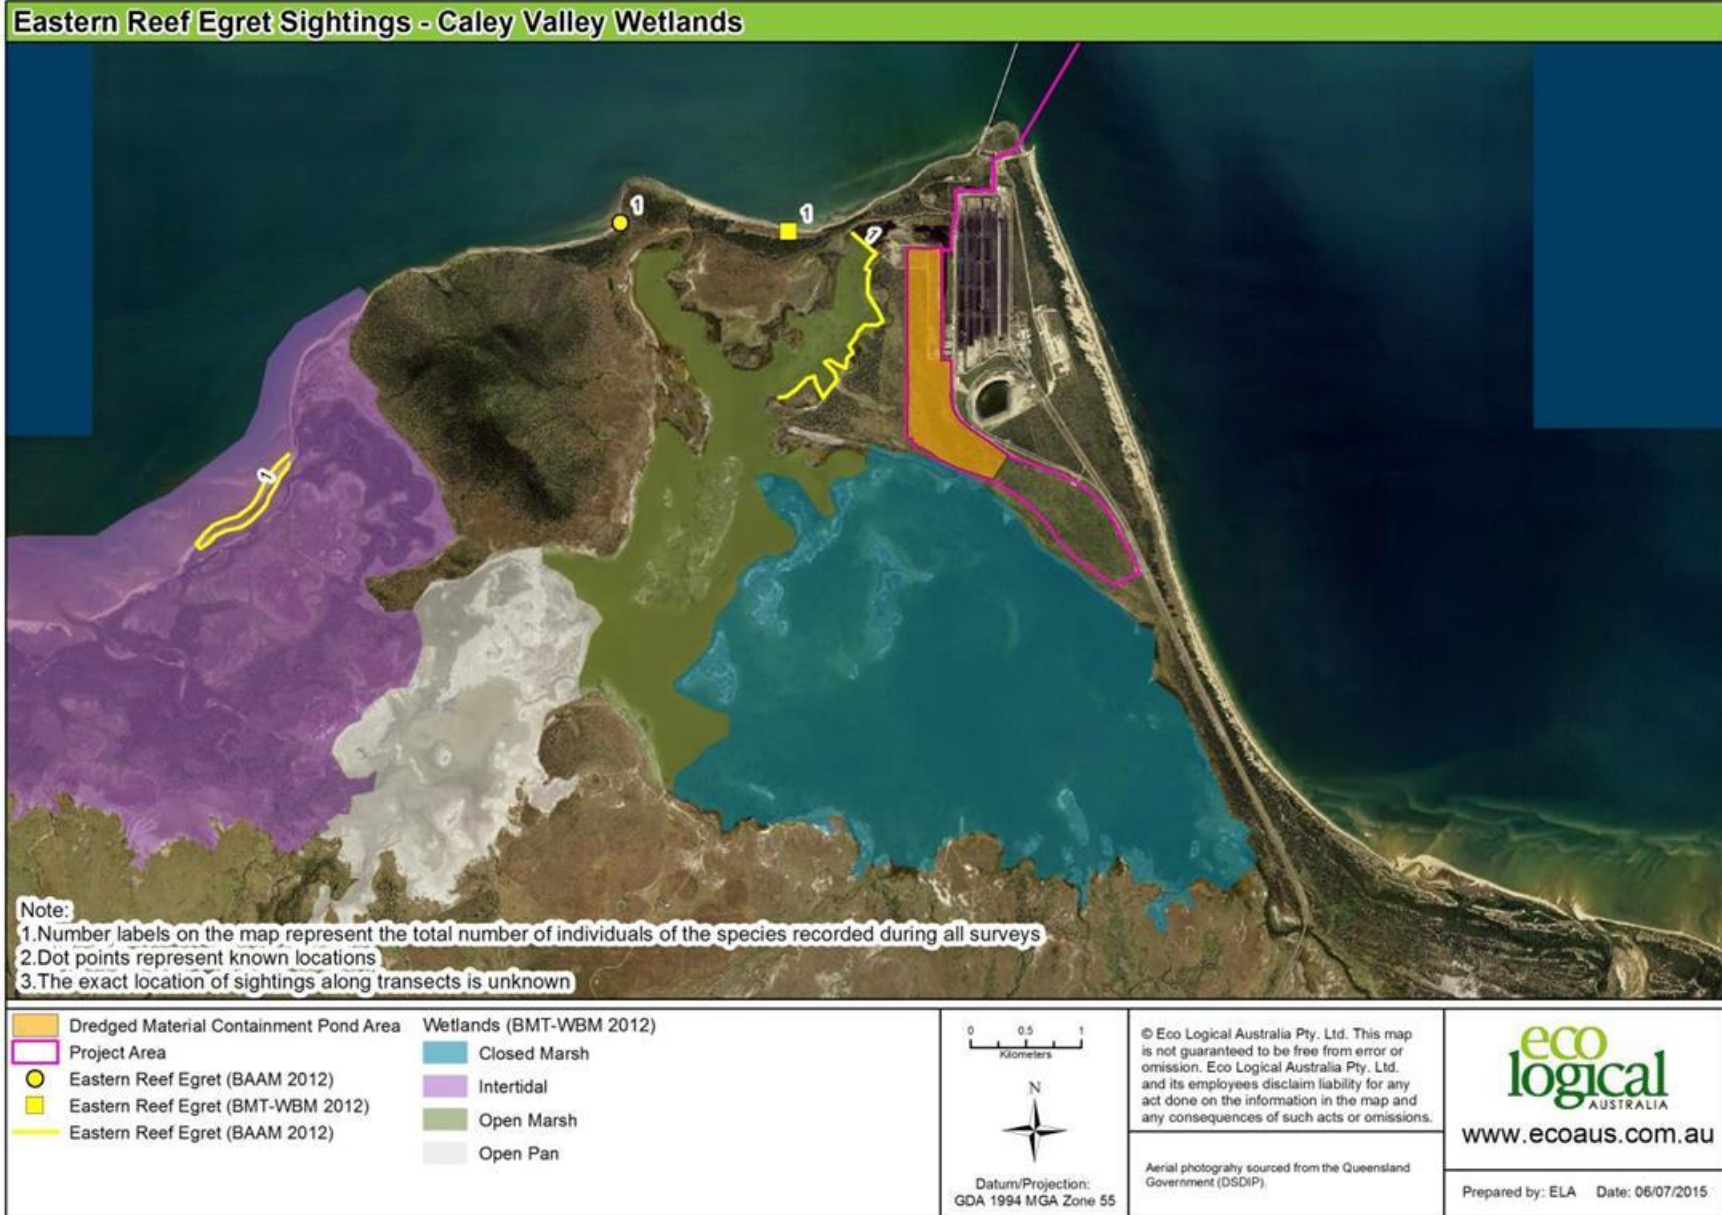 Eastern Reef Egret Sightings - Caley Valley Wetlands
1
1
1
1
Note:
1.Number labels on the map represent the total number of individuals of the species recorded during all surveys
2.Dot points represent known locations
3.The exact location of sightings along transects is unknown
Dredged Material Containment Pond Area
Project Area
Eastern Reef Egret (BAAM 2012)
Eastern Reef Egret (BMT-WBM 2012)
Eastern Reef Egret (BAAM 2012)
Wetlands (BMT-WBM 2012)
Closed Marsh
Intertidal
Open Marsh
Open Pan
0 0.5 1
Kilometers
N
Datum/Projection:
GDA 1994 MGA Zone 55
© Eco Logical Australia Pty. Ltd. This map
is not guaranteed to be free from error or
omission. Eco Logical Australia Pty. Ltd.
and its employees disclaim liability for any
act done on the information in the map and
any consequences of such acts or omissions.
Aerial photograhy sourced from the Queensland
Government (DSDIP).
eco
logical
AUSTRALIA
www.ecoaus.com.au
Prepared by: ELA Date: 06/07/2015